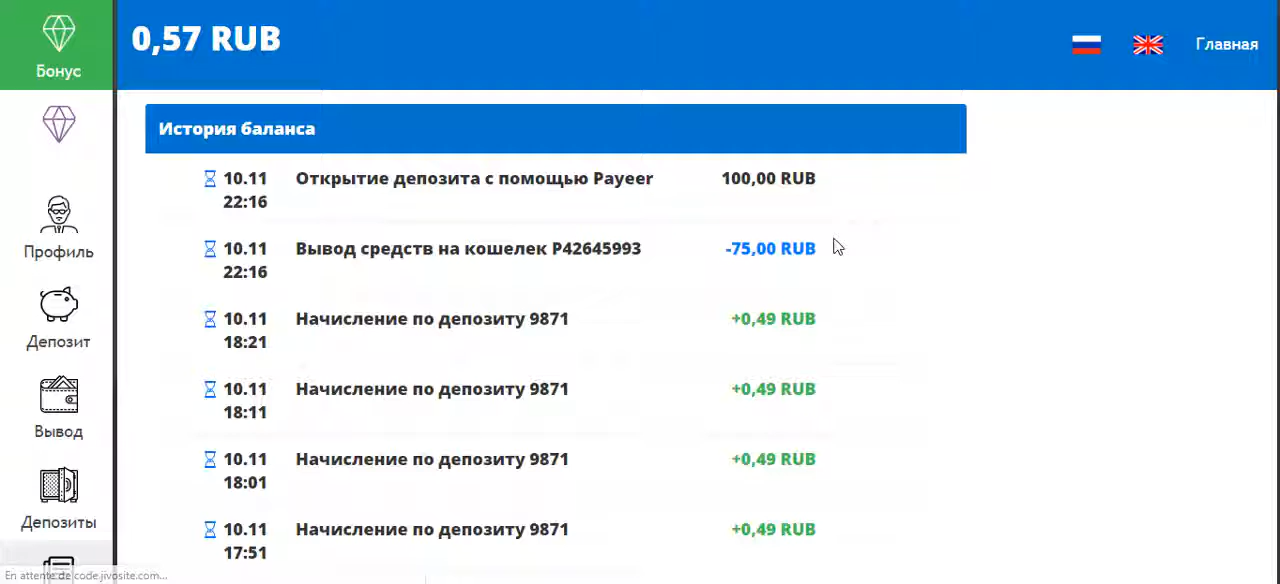 Бонус
0,57 RUB
Главная
История баланса
10.11 22:16 Открытие депозита с помощью Payeer 100,00 RUB
10.11 22:16 Вывод средств на кошелек P42645993 -75,00 RUB
10.11 18:21 Начисление по депозиту 9871 +0,49 RUB
10.11 18:11 Начисление по депозиту 9871 +0,49 RUB
10.11 18:01 Начисление по депозиту 9871 +0,49 RUB
10.11 17:51 Начисление по депозиту 9871 +0,49 RUB
Профиль
Депозит
Вывод
Депозиты
En attente de code.jivosite.com...